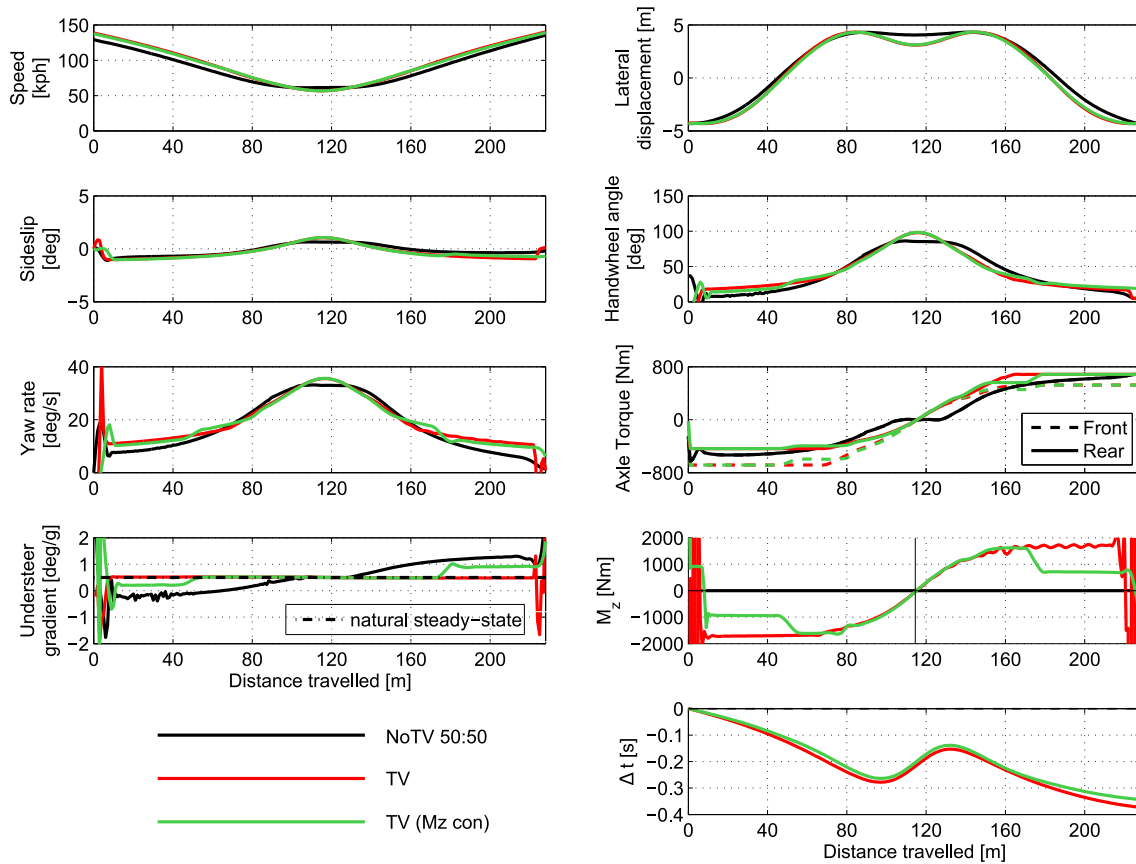 Speed
[kph]
150
100
50
0
0 40 80 120 160 200
Lateral
displacement [m]
5
0
−5
0 40 80 120 160 200
Sideslip
[deg]
5
0
−5
0 40 80 120 160 200
Handwheel angle
[deg]
150
100
50
0
0 40 80 120 160 200
Yaw rate
[deg/s]
40
20
0
0 40 80 120 160 200
Axle Torque [Nm]
800
0
−800
0 40 80 120 160 200
Front
Rear
Understeer
gradient [deg/g]
2
1
0
−1
−2
natural steady−state
0 40 80 120 160 200
Distance travelled [m]
M_z [Nm]
2000
1000
0
−1000
−2000
0 40 80 120 160 200
NoTV 50:50
TV
TV (Mz con)
Δ t [s]
0
−0.1
−0.2
−0.3
−0.4
0 40 80 120 160 200
Distance travelled [m]